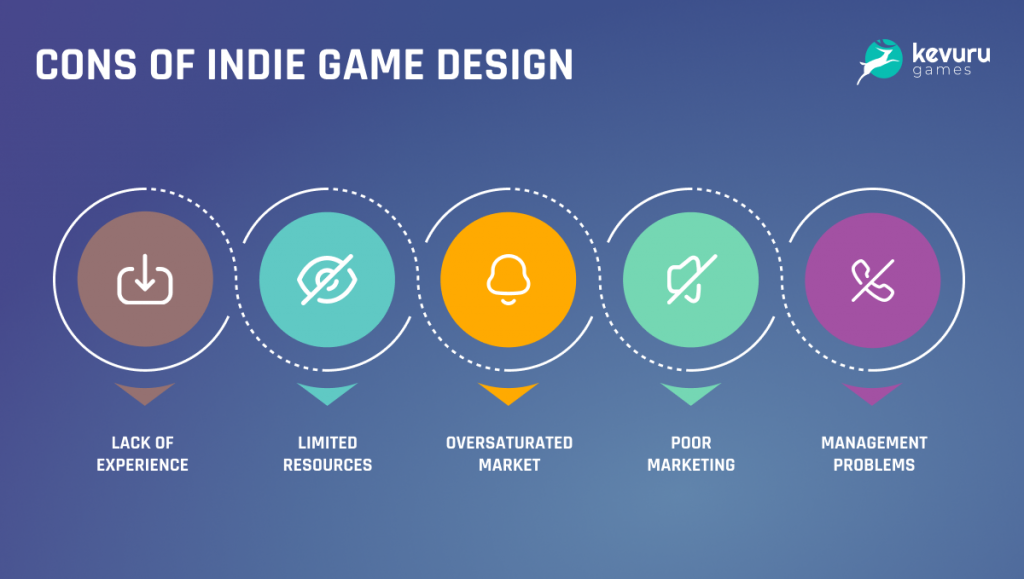 CONS OF INDIE GAME DESIGN
kevuru
games
LACK OF
EXPERIENCE
LIMITED
RESOURCES
OVERSATURATED
MARKET
POOR
MARKETING
MANAGEMENT
PROBLEMS